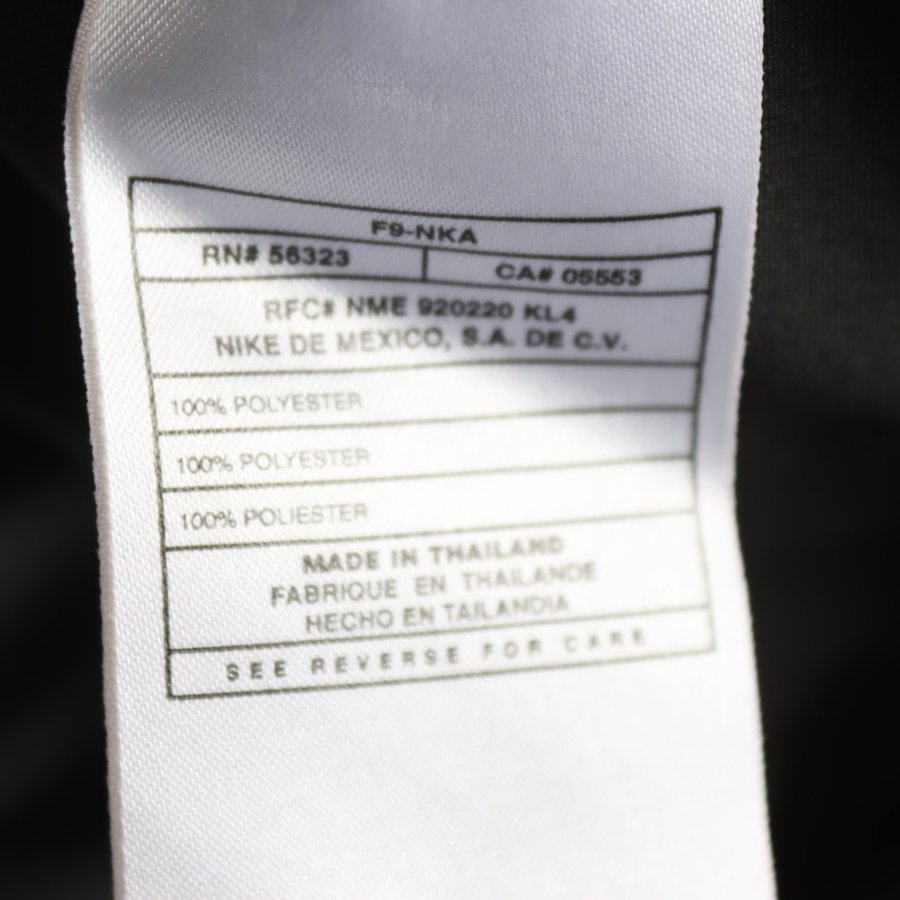 F9-NKA
RN# 56323
CA# 05553
RFC# NME 920220 KL4
NIKE DE MEXICO, S.A. DE C.V.
100% POLYESTER
100% POLYESTER
100% POLIESTER
MADE IN THAILAND
FABRIQUE EN THAILANDE
HECHO EN TAILANDIA
SEE REVERSE FOR CARE